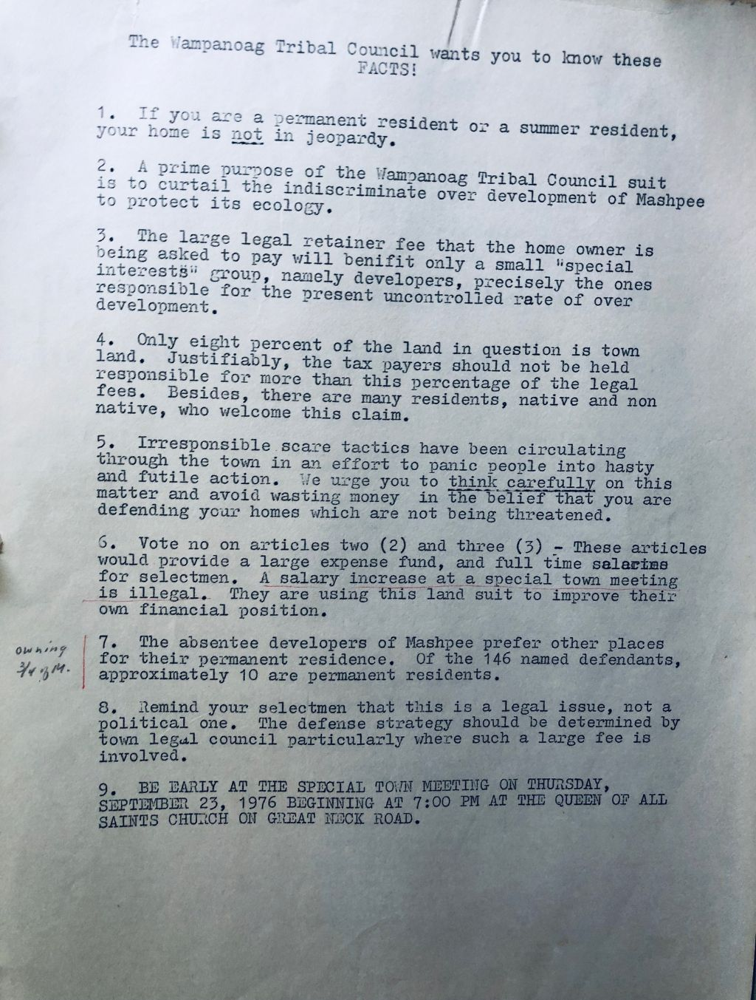 The Wampanoag Tribal Council wants you to know these
FACTS!
1. If you are a permanent resident or a summer resident,
your home is not in jeopardy.
2. A prime purpose of the Wampanoag Tribal Council suit
is to curtail the indiscriminate over development of Mashpee
to protect its ecology.
3. The large legal retainer fee that the home owner is
being asked to pay will benifit only a small "special
interests" group, namely developers, precisely the ones
responsible for the present uncontrolled rate of over
development.
4. Only eight percent of the land in question is town
land. Justifiably, the tax payers should not be held
responsible for more than this percentage of the legal
fees. Besides, there are many residents, native and non
native, who welcome this claim.
5. Irresponsible scare tactics have been circulating
through the town in an effort to panic people into hasty
and futile action. We urge you to think carefully on this
matter and avoid wasting money in the belief that you are
defending your homes which are not being threatened.
6. Vote no on articles two (2) and three (3) - These articles
would provide a large expense fund, and full time salaries
for selectmen. A salary increase at a special town meeting
is illegal. They are using this land suit to improve their
own financial position.
owning
3/4 of M.
7. The absentee developers of Mashpee prefer other places
for their permanent residence. Of the 146 named defendants,
approximately 10 are permanent residents.
8. Remind your selectmen that this is a legal issue, not a
political one. The defense strategy should be determined by
town legal council particularly where such a large fee is
involved.
9. BE EARLY AT THE SPECIAL TOWN MEETING ON THURSDAY,
SEPTEMBER 23, 1976 BEGINNING AT 7:00 PM AT THE QUEEN OF ALL
SAINTS CHURCH ON GREAT NECK ROAD.